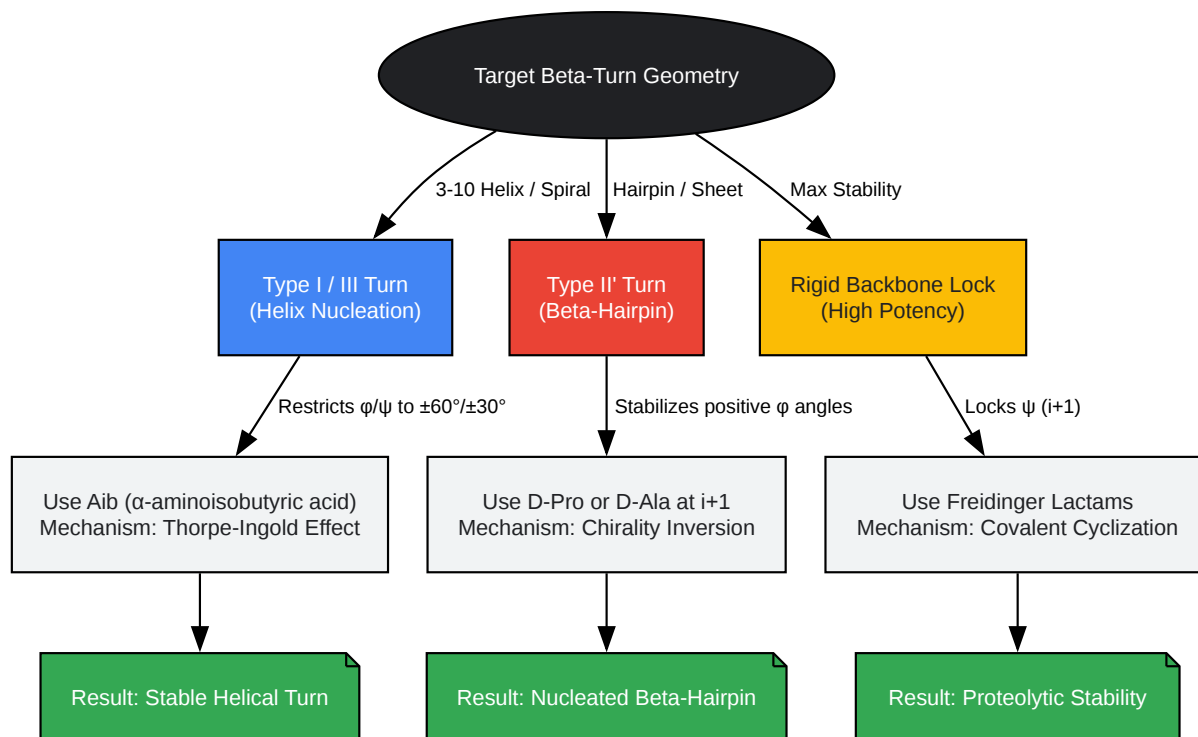 Target Beta-Turn Geometry
3-10 Helix / Spiral
Hairpin / Sheet
Max Stability
Type I / III Turn
(Helix Nucleation)
Type II' Turn
(Beta-Hairpin)
Rigid Backbone Lock
(High Potency)
Restricts φ/ψ to ±60°/±30°
Stabilizes positive φ angles
Locks ψ (i+1)
Use Aib (α-aminoisobutyric acid)
Mechanism: Thorpe-Ingold Effect
Use D-Pro or D-Ala at i+1
Mechanism: Chirality Inversion
Use Freidinger Lactams
Mechanism: Covalent Cyclization
Result: Stable Helical Turn
Result: Nucleated Beta-Hairpin
Result: Proteolytic Stability